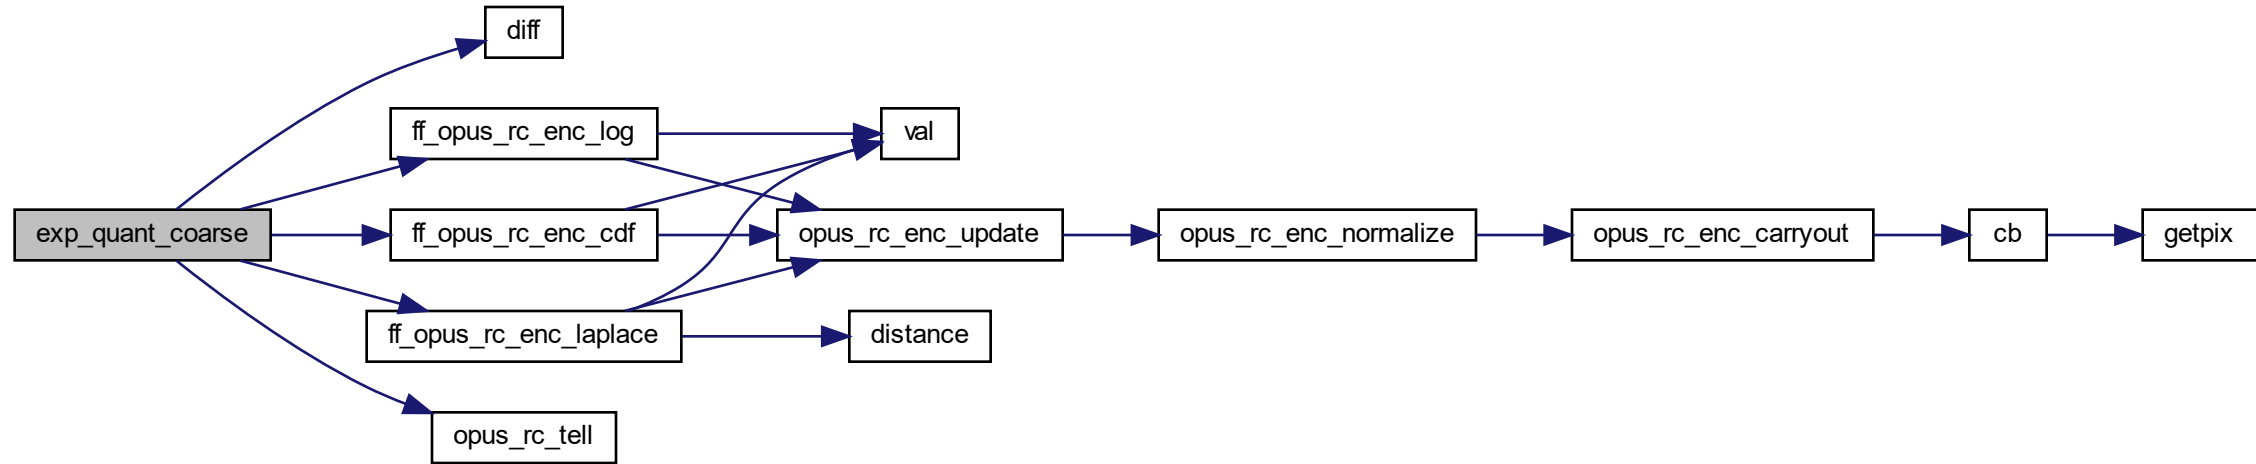 diff
ff_opus_rc_enc_log
val
exp_quant_coarse
ff_opus_rc_enc_cdf
opus_rc_enc_update
opus_rc_enc_normalize
opus_rc_enc_carryout
cb
getpix
ff_opus_rc_enc_laplace
distance
opus_rc_tell